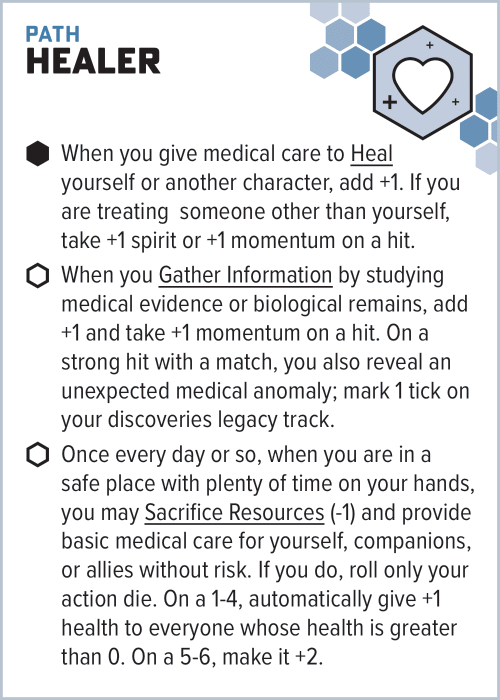 PATH
HEALER
When you give medical care to Heal
yourself or another character, add +1. If you
are treating  someone other than yourself,
take +1 spirit or +1 momentum on a hit.
When you Gather Information by studying
medical evidence or biological remains, add
+1 and take +1 momentum on a hit. On a
strong hit with a match, you also reveal an
unexpected medical anomaly; mark 1 tick on
your discoveries legacy track.
Once every day or so, when you are in a
safe place with plenty of time on your hands,
you may Sacrifice Resources (-1) and provide
basic medical care for yourself, companions,
or allies without risk. If you do, roll only your
action die. On a 1-4, automatically give +1
health to everyone whose health is greater
than 0. On a 5-6, make it +2.